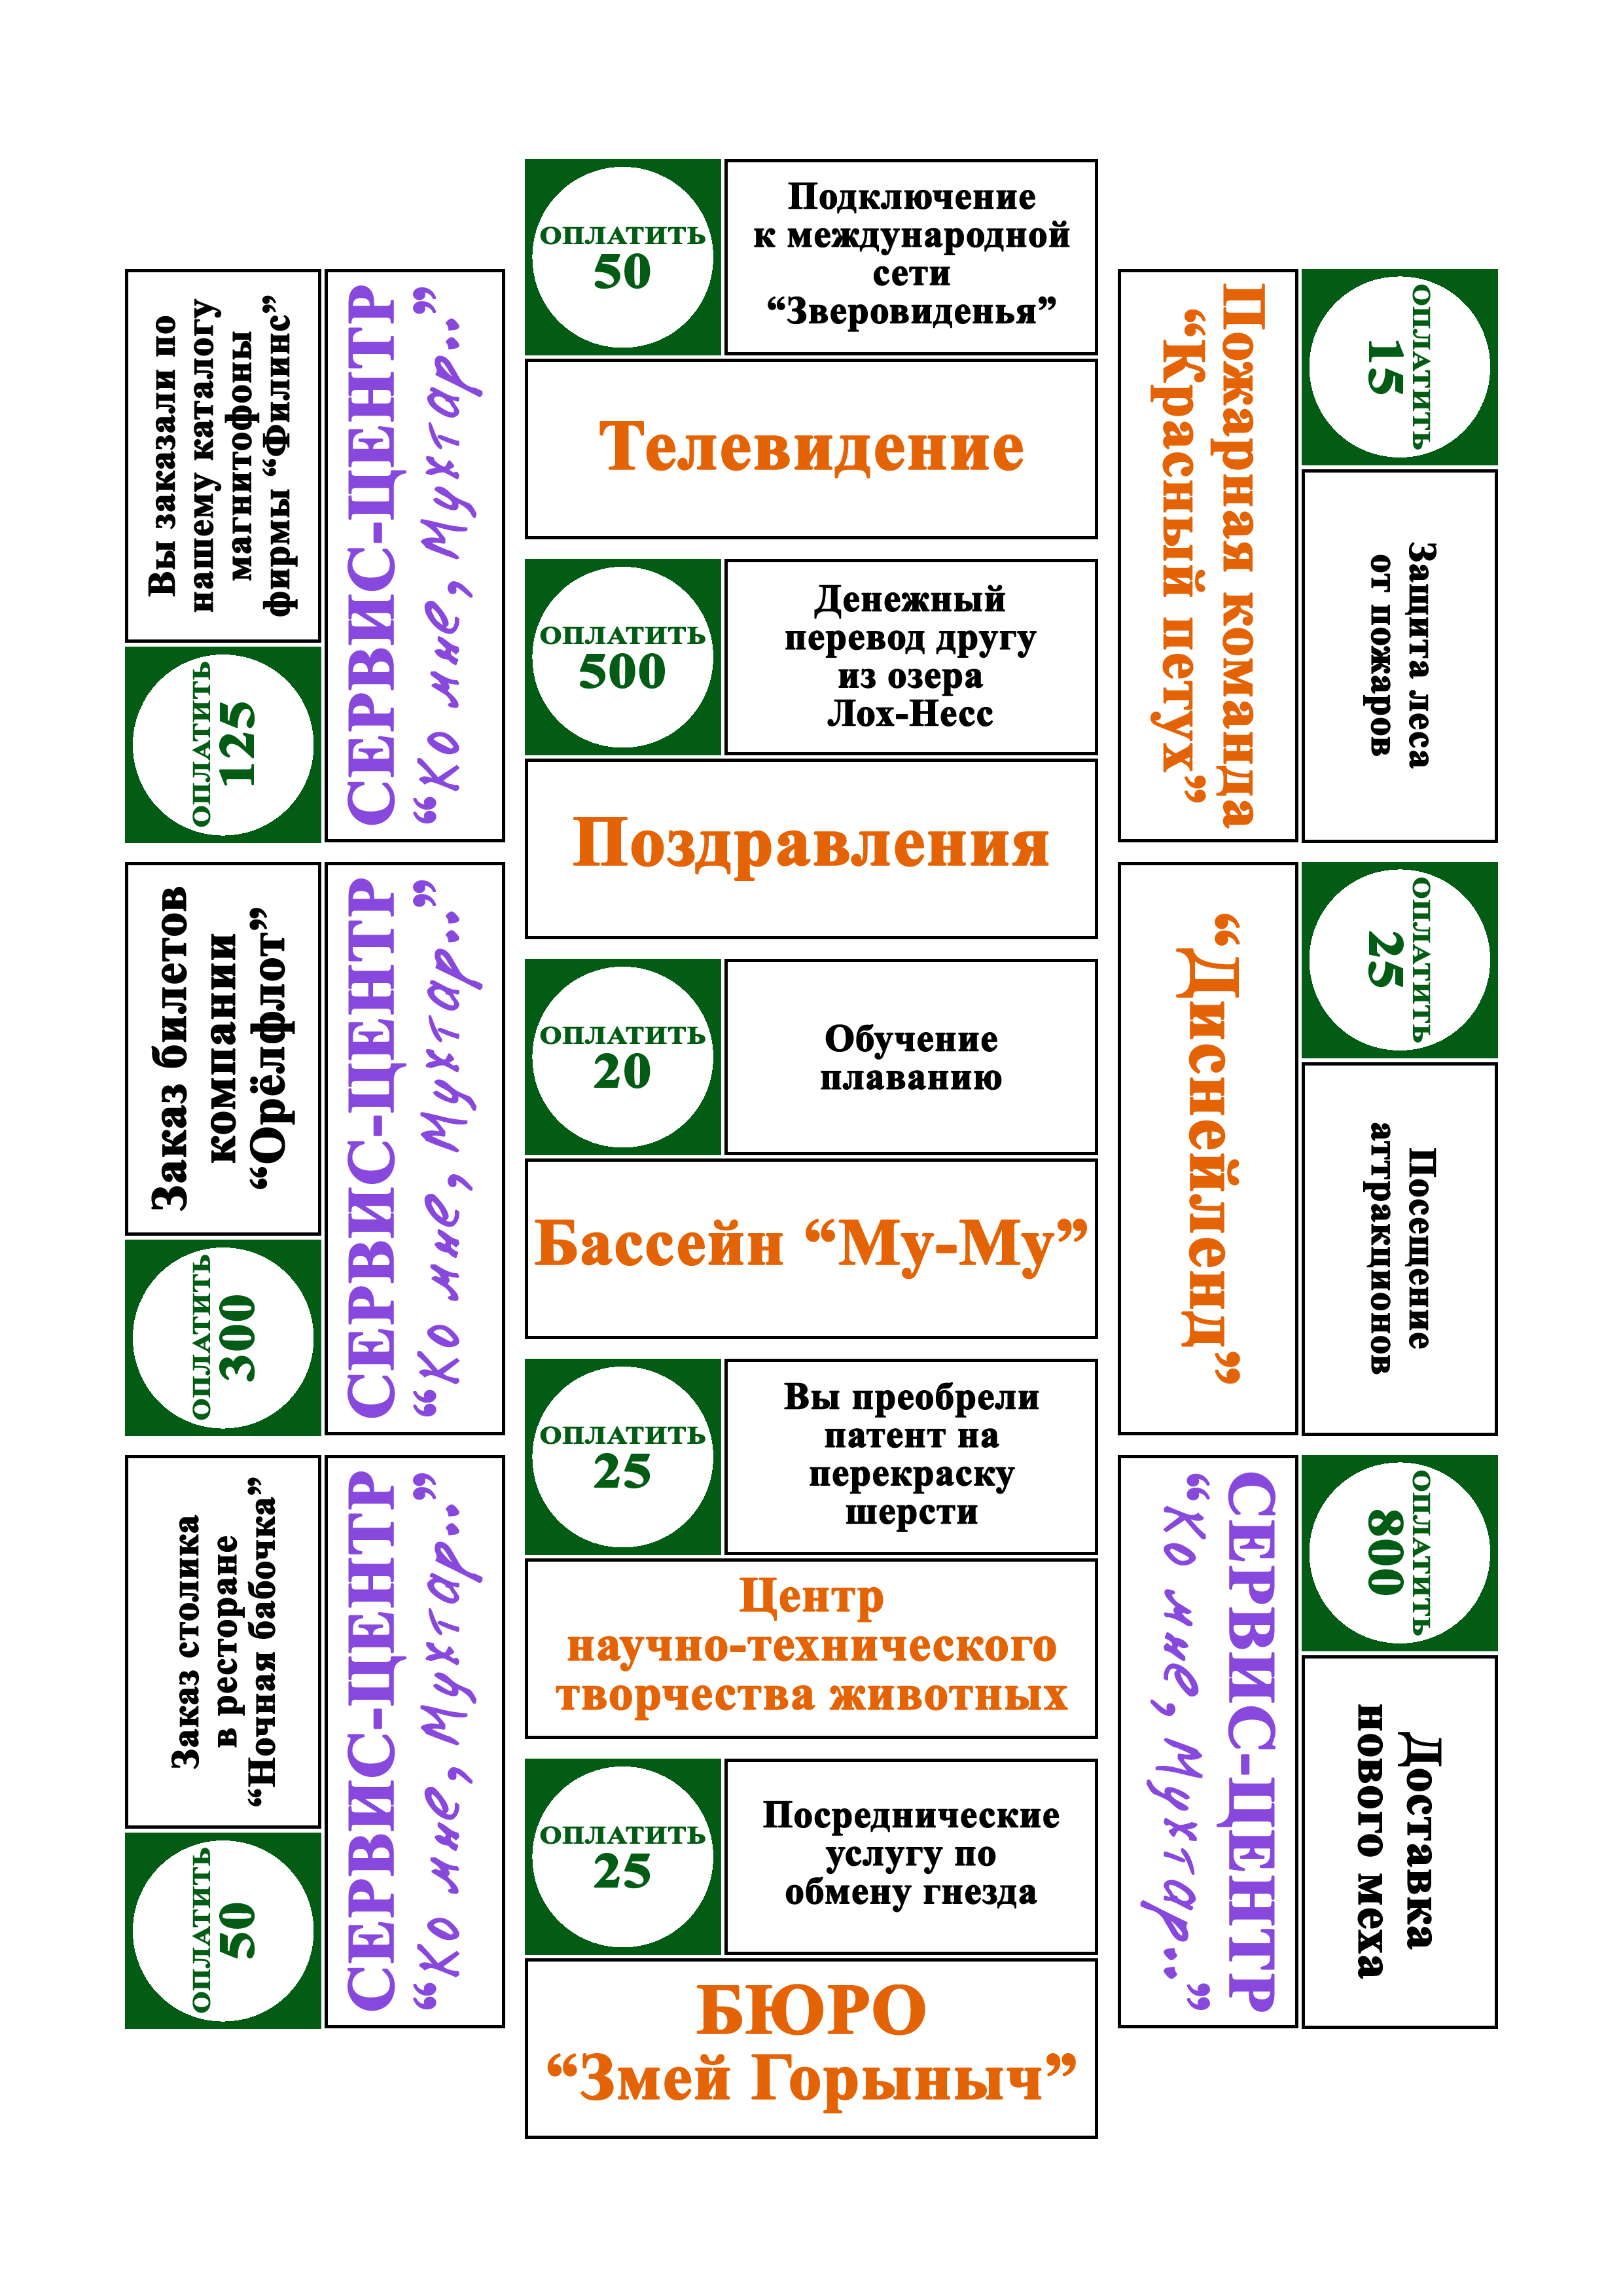 Вы заказали по
нашему каталогу
магнитофоны
фирмы “Филинс”
ОПЛАТИТЬ
125
СЕРВИС-ЦЕНТР
“Ко мне, Мухтар..”
Заказ билетов
компании
“Орёлфлот”
ОПЛАТИТЬ
300
СЕРВИС-ЦЕНТР
“Ко мне, Мухтар..”
Заказ столика
в ресторане
“Ночная бабочка”
ОПЛАТИТЬ
50
СЕРВИС-ЦЕНТР
“Ко мне, Мухтар..”
ОПЛАТИТЬ
50
Подключение
к международной
сети
“Зверовиденья”
Телевидение
ОПЛАТИТЬ
500
Денежный
перевод другу
из озера
Лох-Несс
Поздравления
ОПЛАТИТЬ
20
Обучение
плаванию
Бассейн “Му-Му”
ОПЛАТИТЬ
25
Вы преобрели
патент на
перекраску
шерсти
Центр
научно-технического
творчества животных
ОПЛАТИТЬ
25
Посреднические
услугу по
обмену гнезда
БЮРО
“Змей Горыныч”
ОПЛАТИТЬ
15
Защита леса
от пожаров
Пожарная команда
“Красный петух”
ОПЛАТИТЬ
25
Посещение
аттракционов
“Диснейленд”
ОПЛАТИТЬ
800
Доставка
нового меха
СЕРВИС-ЦЕНТР
“Ко мне, Мухтар..”